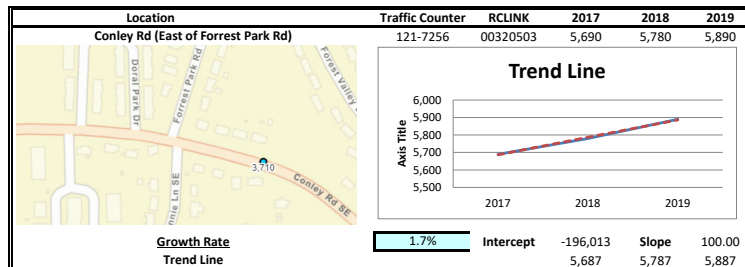 Location Traffic Counter RCLINK 2017 2018 2019
Conley Rd (East of Forrest Park Rd) 121-7256 00320503 5,690 5,780 5,890
Doral Park Dr
Forrest Park Rd
Forest Valley
nnie Ln SE
3,710
Conley Rd SE
Trend Line
Axis Title
6,000
5,900
5,800
5,700
5,600
5,500
2017 2018 2019
Growth Rate 1.7% Intercept -196,013 Slope 100.00
Trend Line 5,687 5,787 5,887